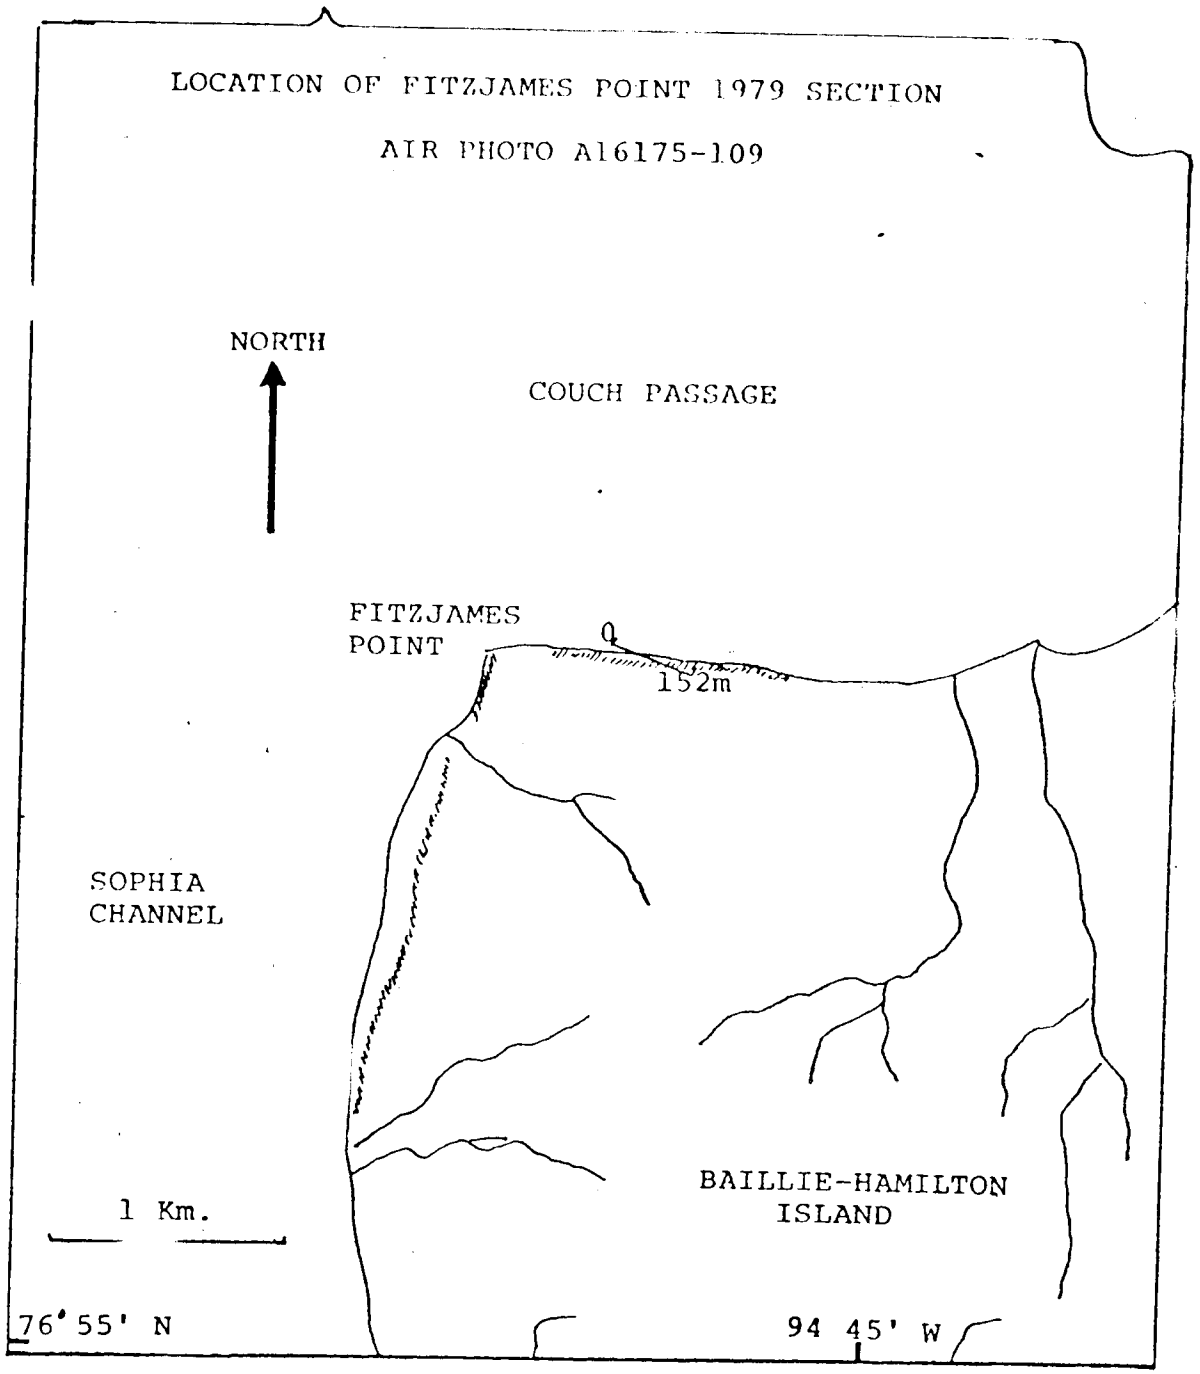 LOCATION OF FITZJAMES POINT 1979 SECTION
AIR PHOTO A16175-109
NORTH
COUCH PASSAGE
FITZJAMES
POINT
0
152m
SOPHIA
CHANNEL
BAILLIE-HAMILTON
ISLAND
1 Km.
76°55' N
94 45' W